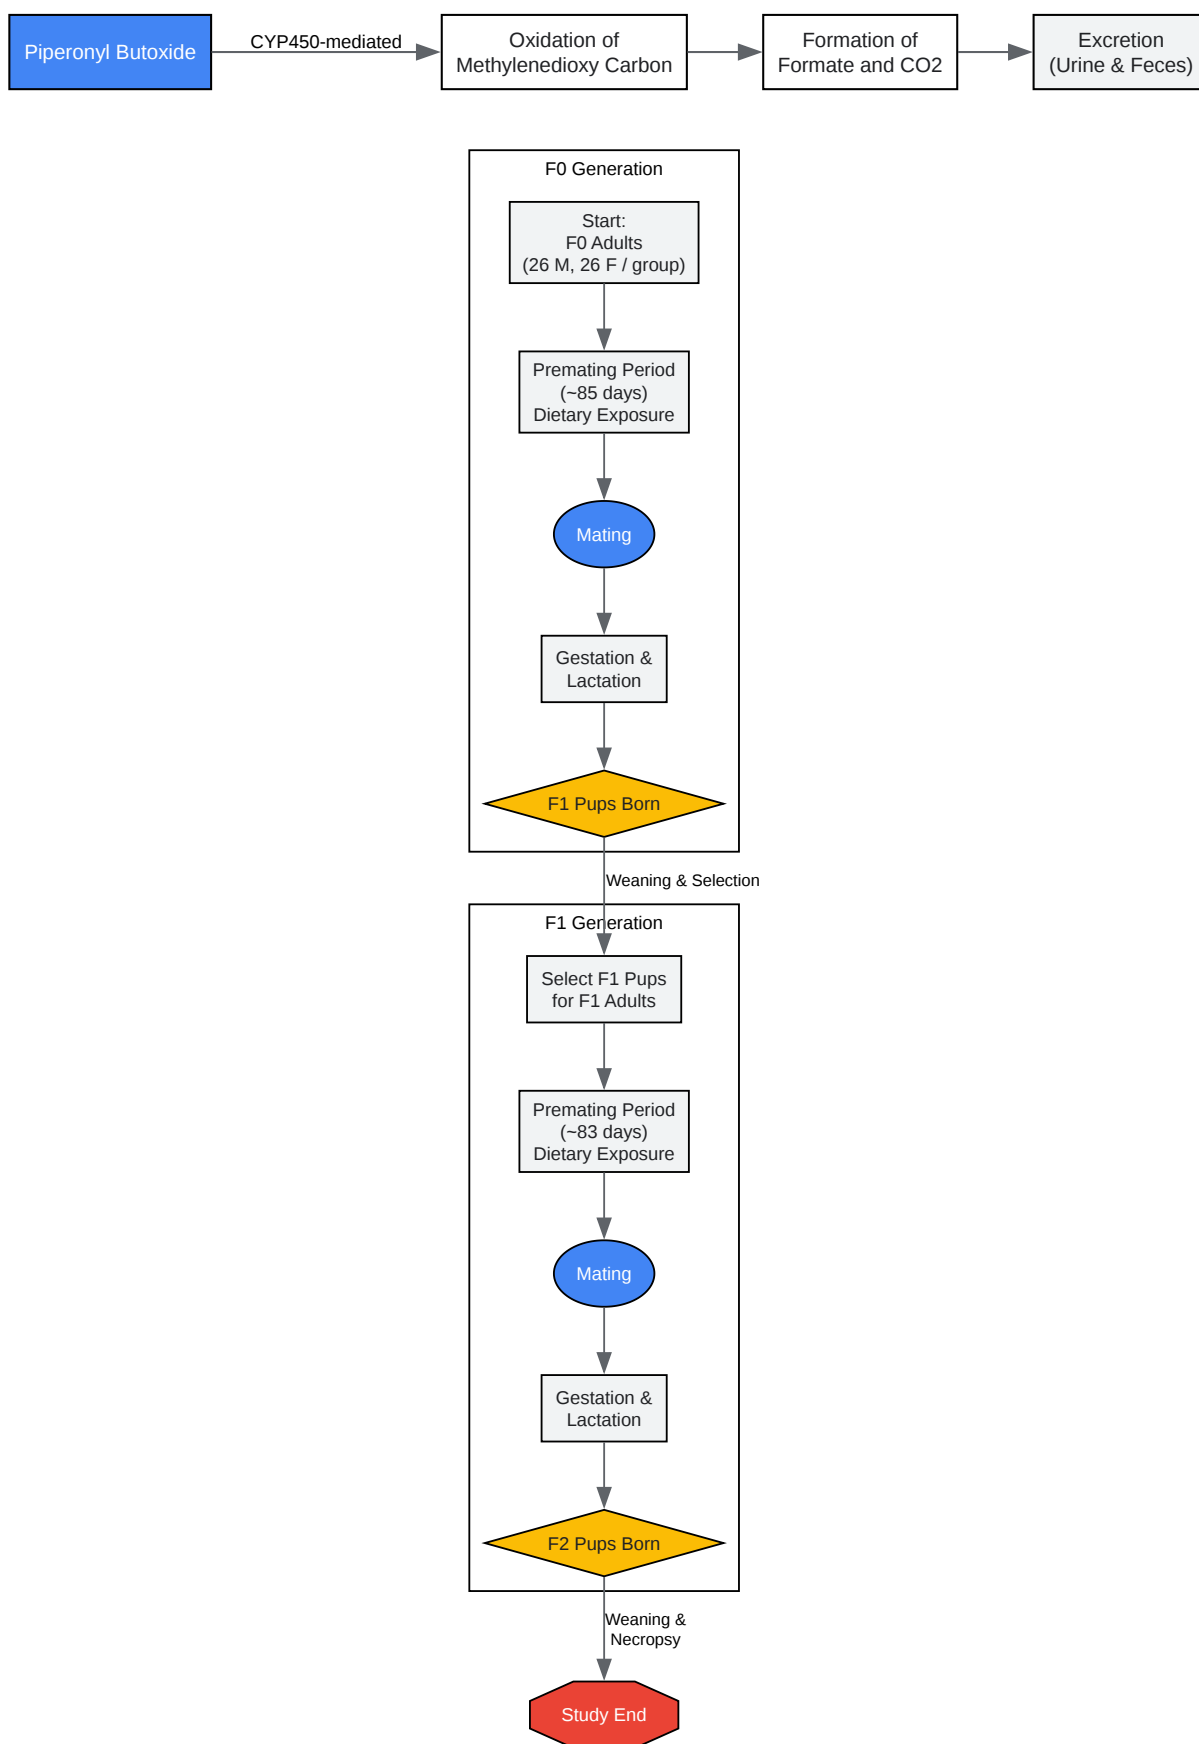 Piperonyl Butoxide
CYP450-mediated
Oxidation of
Methylenedioxy Carbon
Formation of
Formate and CO2
Excretion
(Urine & Feces)
F0 Generation
Start:
F0 Adults
(26 M, 26 F / group)
Premating Period
(~85 days)
Dietary Exposure
Mating
Gestation &
Lactation
F1 Pups Born
Weaning & Selection
F1 Generation
Select F1 Pups
for F1 Adults
Premating Period
(~83 days)
Dietary Exposure
Mating
Gestation &
Lactation
F2 Pups Born
Weaning &
Necropsy
Study End